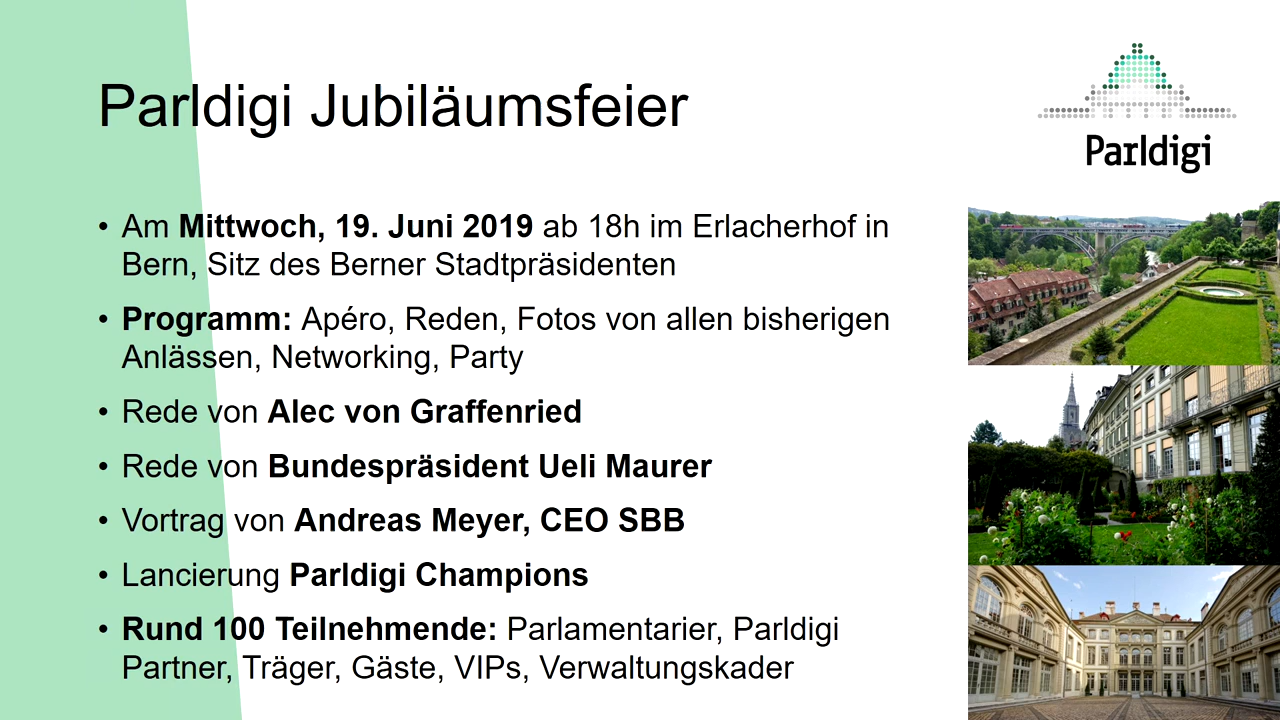 Parldigi Jubiläumsfeier
Parldigi
• Am Mittwoch, 19. Juni 2019 ab 18h im Erlacherhof in
Bern, Sitz des Berner Stadtpräsidenten
• Programm: Apéro, Reden, Fotos von allen bisherigen
Anlässen, Networking, Party
• Rede von Alec von Graffenried
• Rede von Bundespräsident Ueli Maurer
• Vortrag von Andreas Meyer, CEO SBB
• Lancierung Parldigi Champions
• Rund 100 Teilnehmende: Parlamentarier, Parldigi
Partner, Träger, Gäste, VIPs, Verwaltungskader